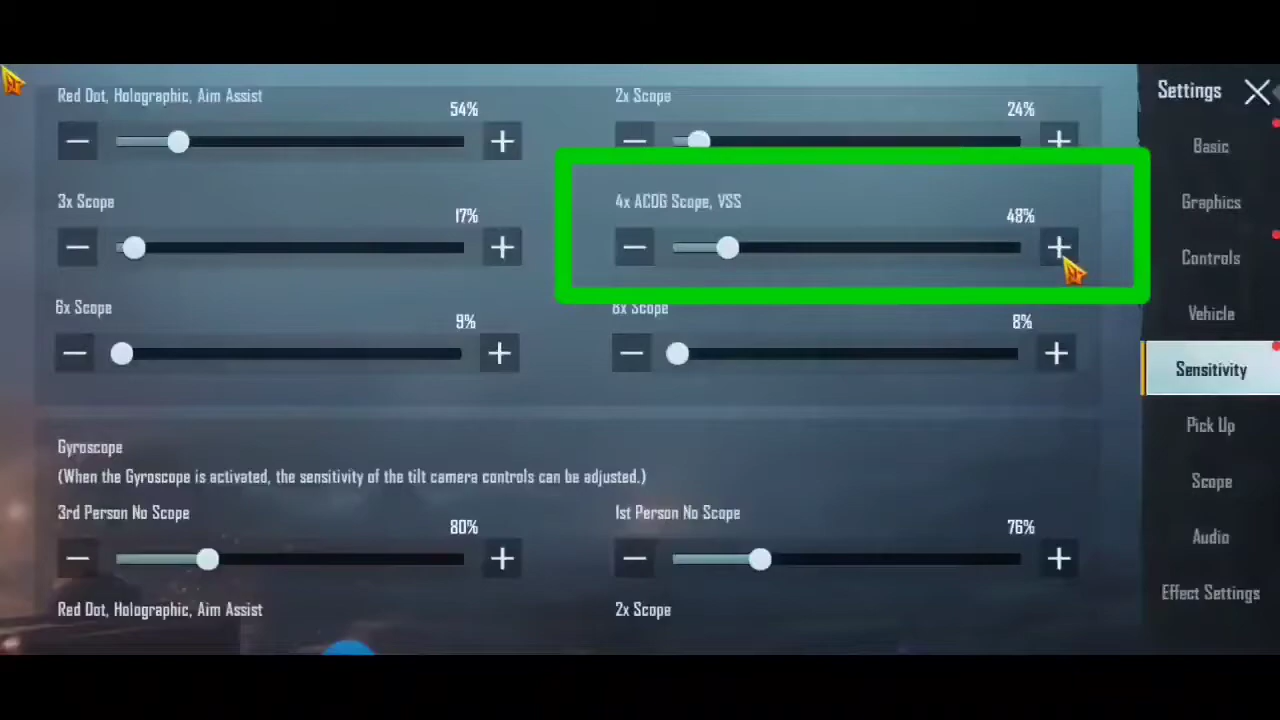 Red Dot, Holographic, Aim Assist
54%
2x Scope
24%
3x Scope
17%
4x ACOG Scope, VSS
48%
6x Scope
9%
8x Scope
8%
Gyroscope
(When the Gyroscope is activated, the sensitivity of the tilt camera controls can be adjusted.)
3rd Person No Scope
80%
1st Person No Scope
76%
Red Dot, Holographic, Aim Assist
2x Scope
Settings
Basic
Graphics
Controls
Vehicle
Sensitivity
Pick Up
Scope
Audio
Effect Settings